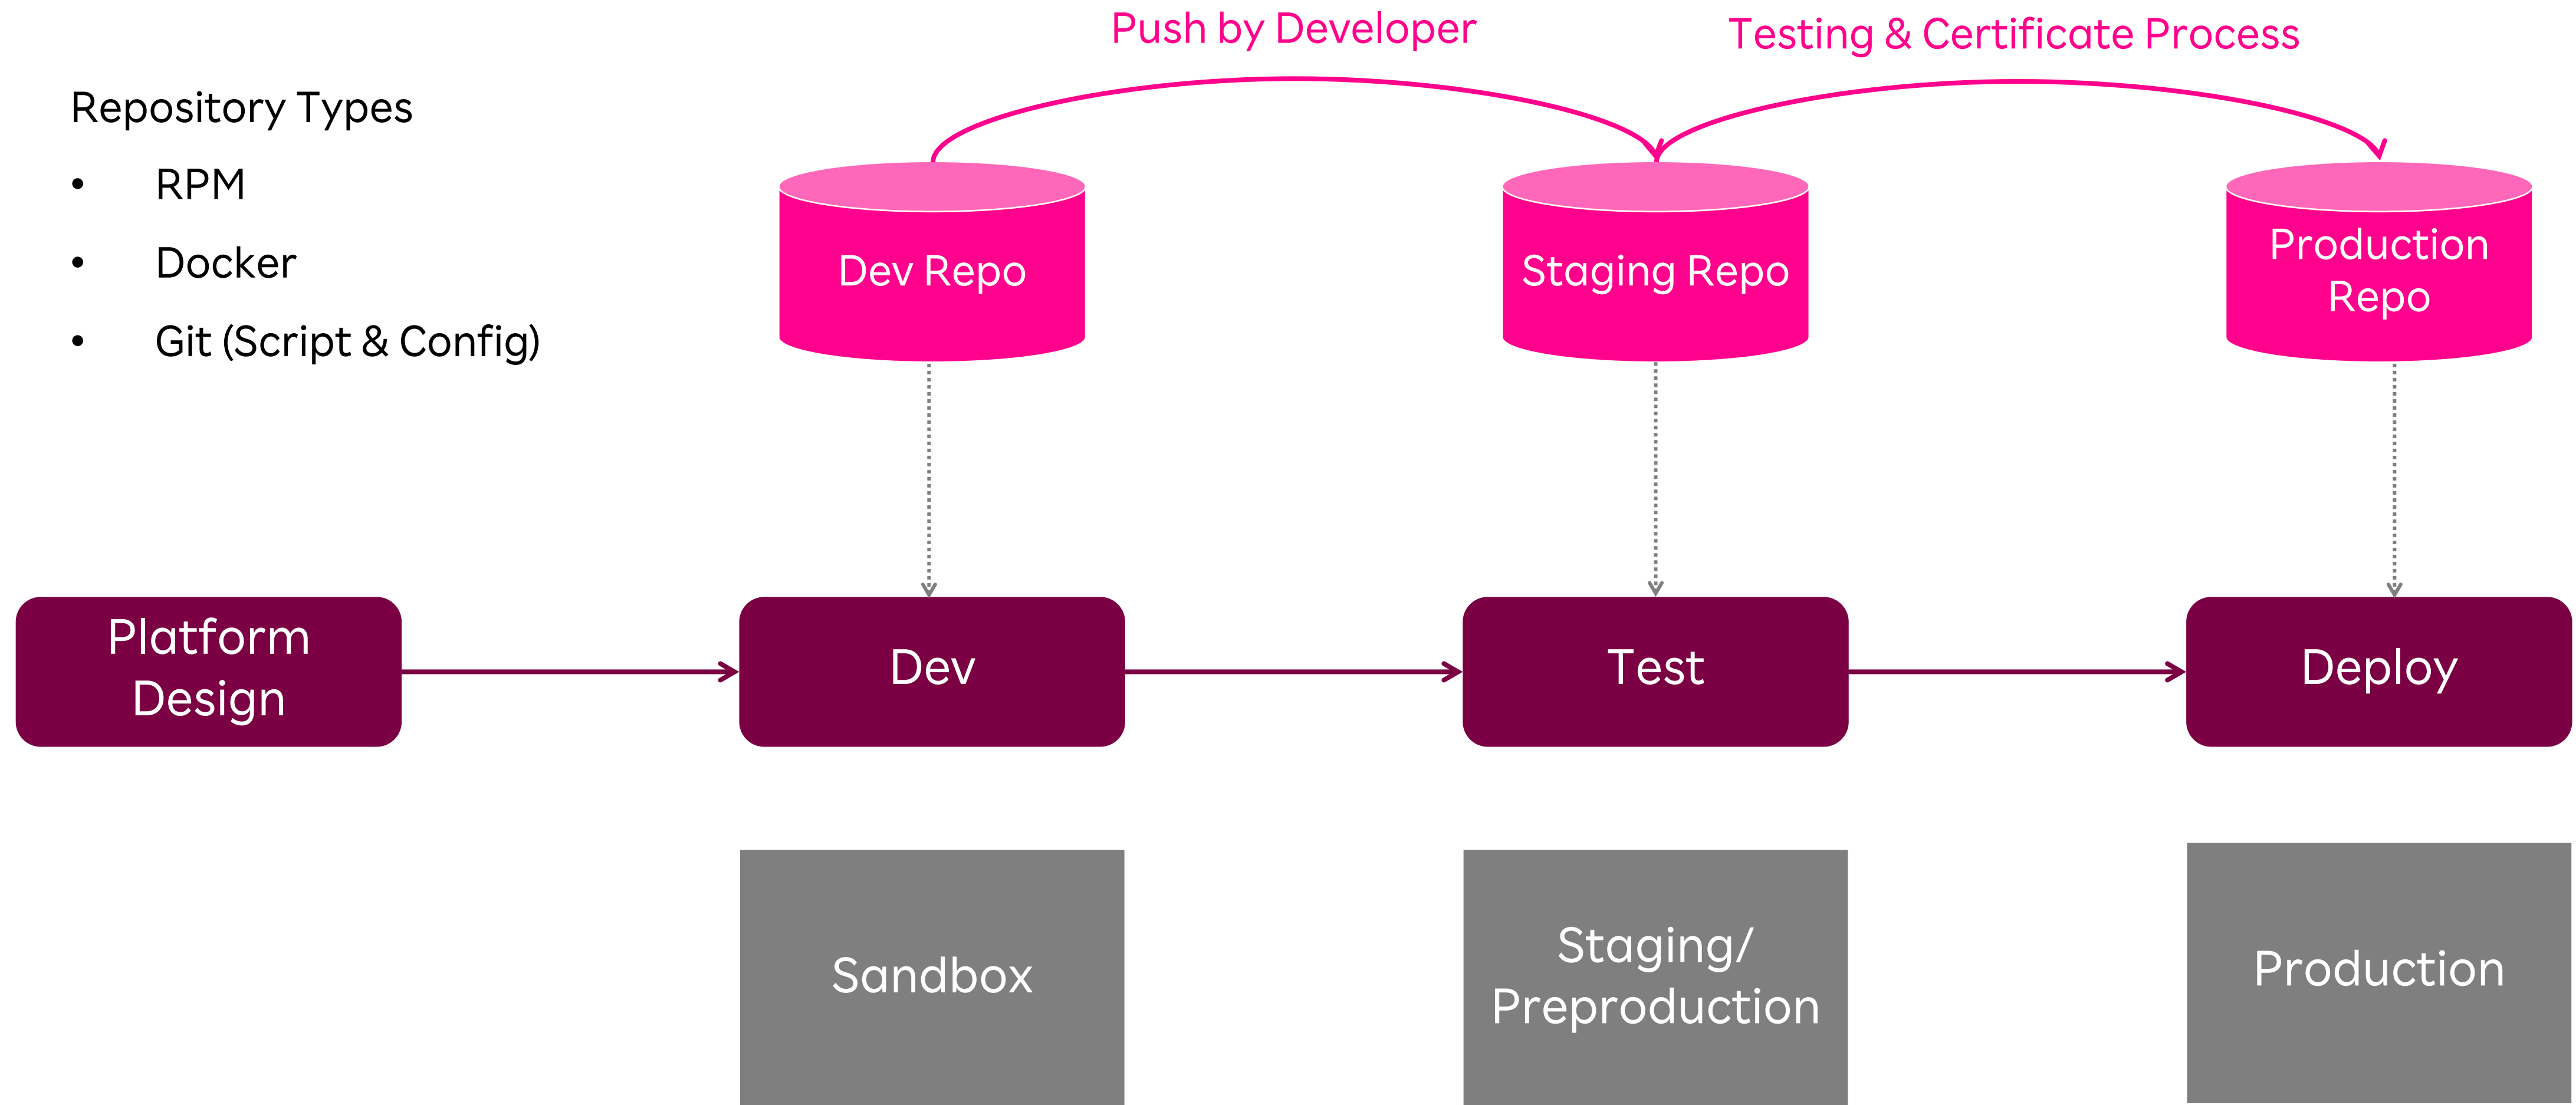 Push by Developer
Testing & Certificate Process
Repository Types
• RPM
• Docker
• Git (Script & Config)
Dev Repo
Staging Repo
Production
Repo
Platform
Design
Dev
Test
Deploy
Sandbox
Staging/
Preproduction
Production